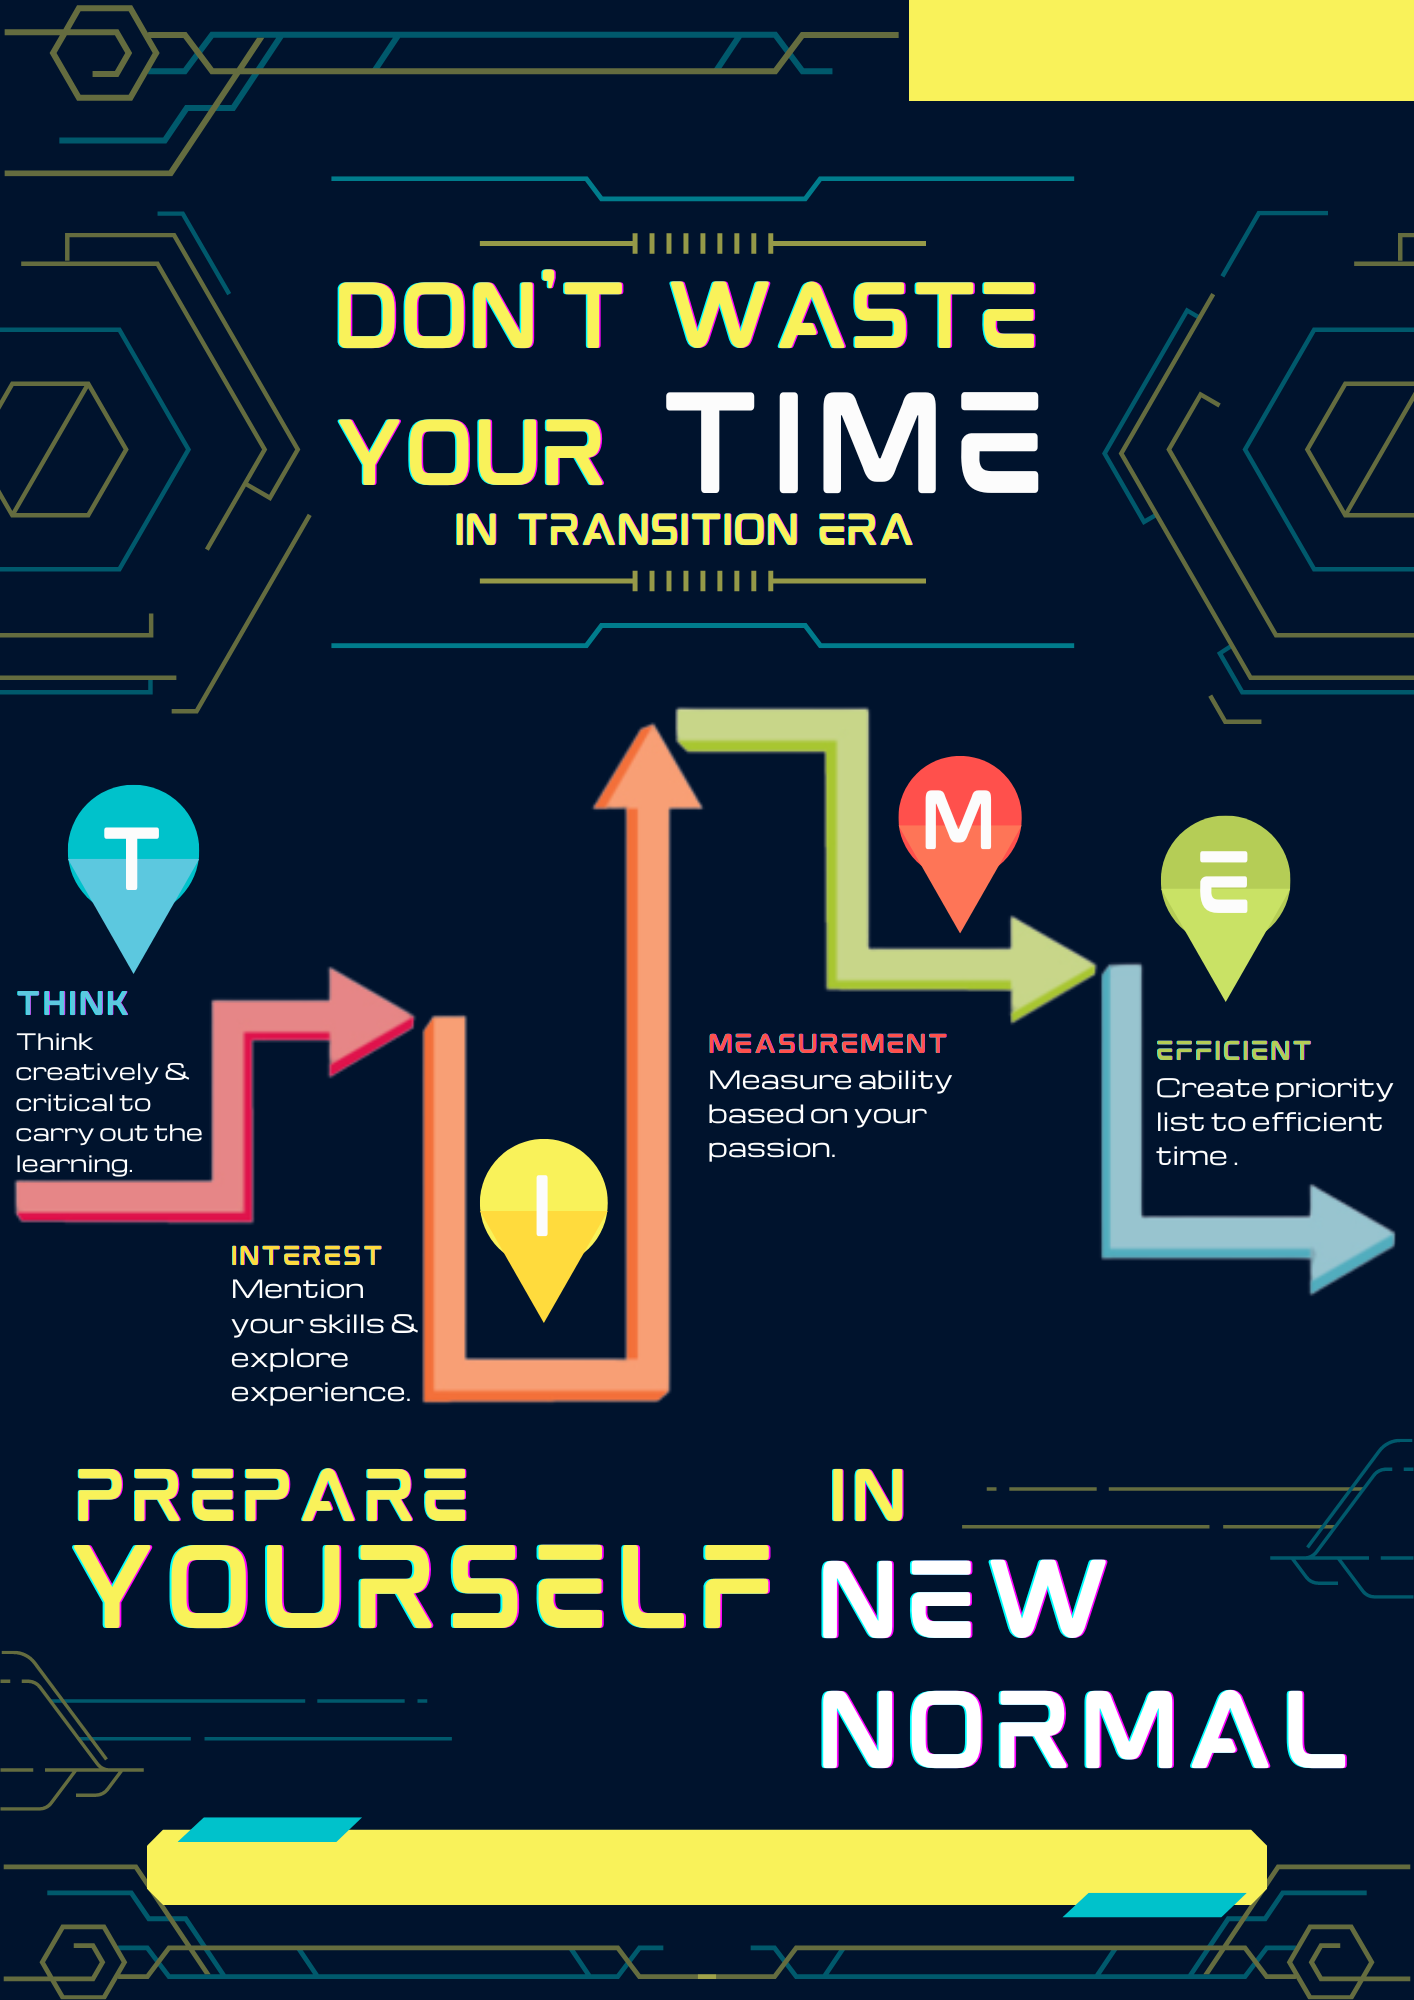 DON'T WASTE
YOUR TIME
IN TRANSITION ERA
T
THINK
Think
creatively &
critical to
carry out the
learning.
I
INTEREST
Mention
your skills &
explore
experience.
M
MEASUREMENT
Measure ability
based on your
passion.
E
EFFICIENT
Create priority
list to efficient
time .
PREPARE
YOURSELF
IN
NEW
NORMAL